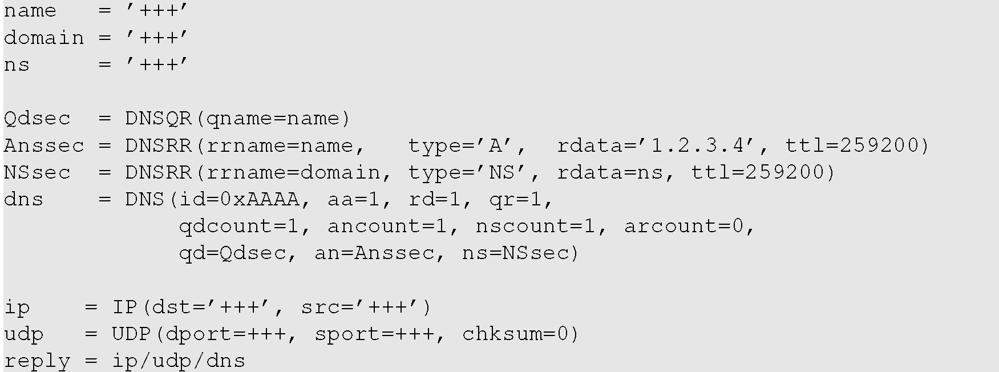 name   = ’+++’
domain = ’+++’
ns     = ’+++’

Qdsec  = DNSQR(qname=name)
Anssec = DNSRR(rrname=name,   type=’A’,  rdata=’1.2.3.4’, ttl=259200)
NSsec  = DNSRR(rrname=domain, type=’NS’, rdata=ns, ttl=259200)
dns    = DNS(id=0xAAAA, aa=1, rd=1, qr=1,
             qdcount=1, ancount=1, nscount=1, arcount=0,
             qd=Qdsec, an=Anssec, ns=NSsec)

ip    = IP(dst=’+++’, src=’+++’)
udp   = UDP(dport=+++, sport=+++, chksum=0)
reply = ip/udp/dns